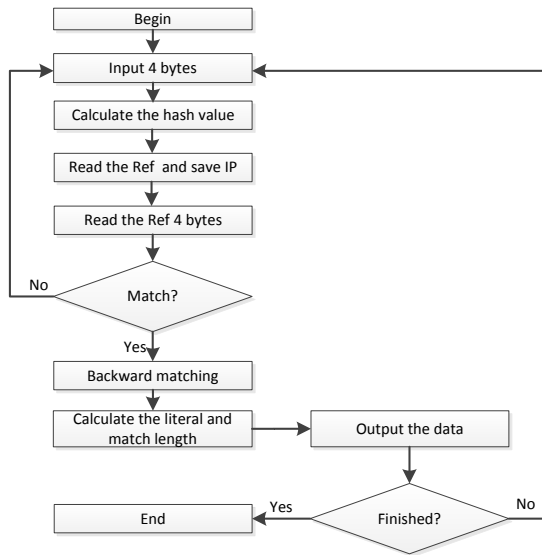 Begin
Input 4 bytes
Calculate the hash value
Read the Ref and save IP
Read the Ref 4 bytes
No
Match?
Yes
Backward matching
Calculate the literal and
match length
Output the data
Yes
No
End
Finished?